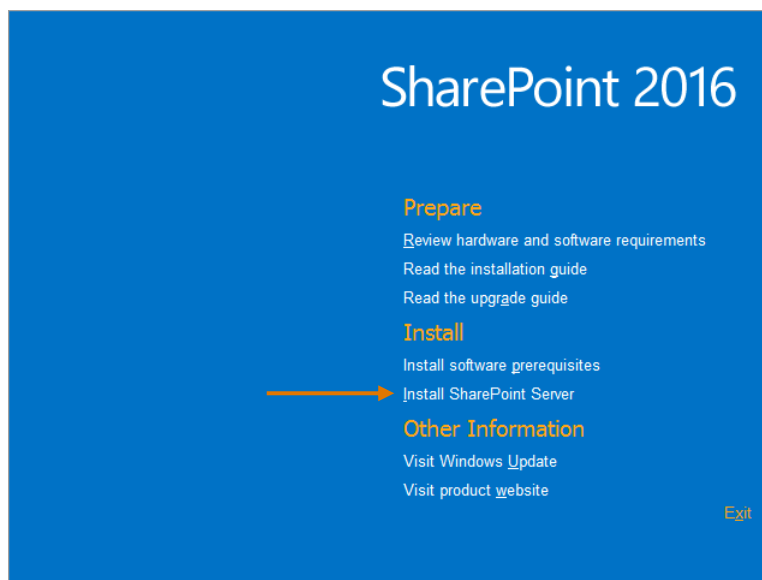 SharePoint 2016
Prepare
Review hardware and software requirements
Read the installation guide
Read the upgrade guide
Install
Install software prerequisites
Install SharePoint Server
Other Information
Visit Windows Update
Visit product website
Exit